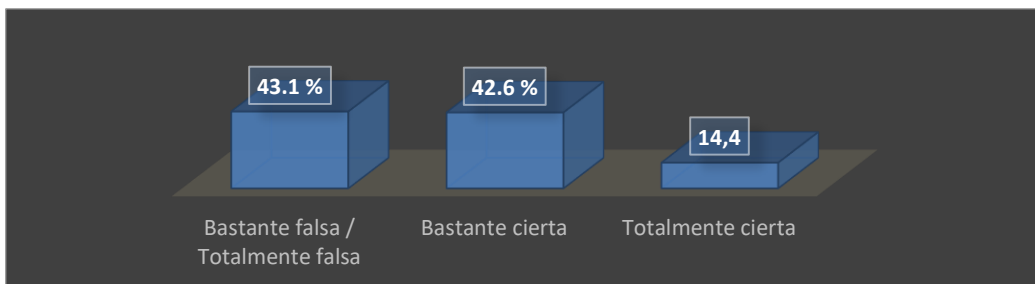 43.1 %
42.6 %
14,4
Bastante falsa /
Totalmente falsa
Bastante cierta
Totalmente cierta